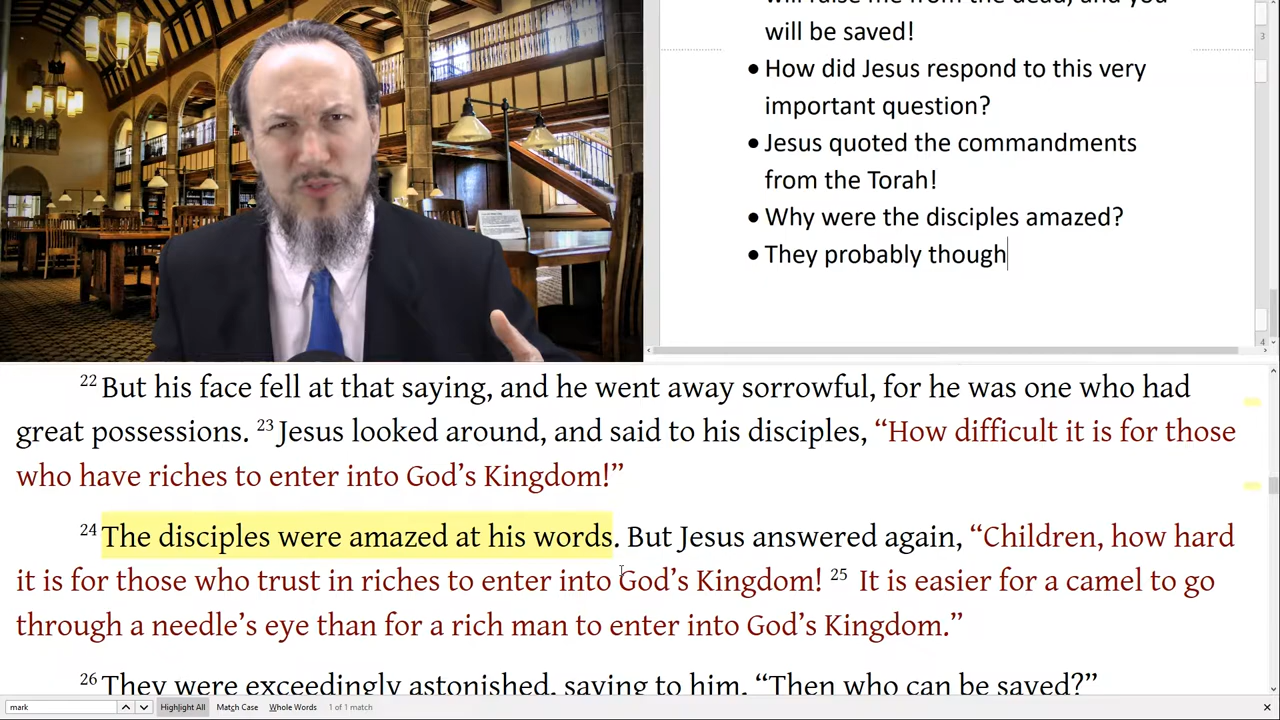 will raise me from the dead, and you
will be saved!
• How did Jesus respond to this very
important question?
• Jesus quoted the commandments
from the Torah!
• Why were the disciples amazed?
• They probably though
3
4
22 But his face fell at that saying, and he went away sorrowful, for he was one who had
great possessions. 23 Jesus looked around, and said to his disciples, “How difficult it is for those
who have riches to enter into God’s Kingdom!”
24 The disciples were amazed at his words. But Jesus answered again, “Children, how hard
it is for those who trust in riches to enter into God’s Kingdom! 25 It is easier for a camel to go
through a needle’s eye than for a rich man to enter into God’s Kingdom.”
26 They were exceedingly astonished, saying to him, “Then who can be saved?”
mark
Highlight All
Match Case
Whole Words
1 of 1 match